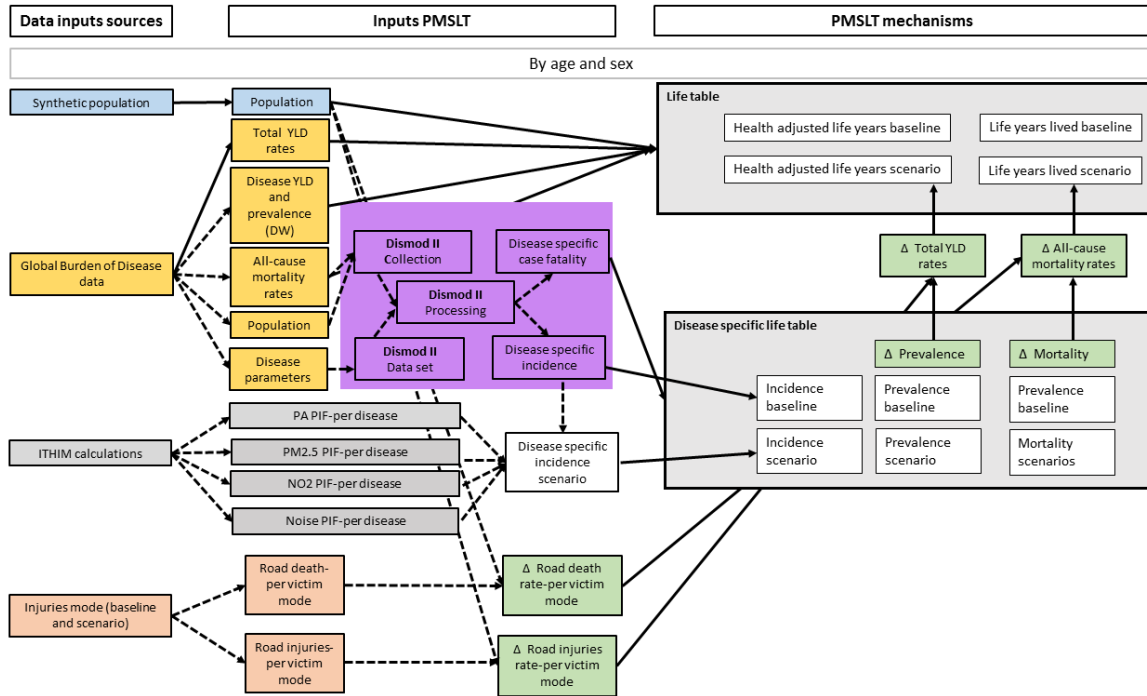 Data inputs sources
Inputs PMSLT
PMSLT mechanisms
By age and sex
Synthetic population
Population
Total YLD
rates
Disease YLD
and
prevalence
(DW)
Global Burden of Disease
data
All-cause
mortality
rates
Population
Disease
parameters
Dismod II
Collection
Disease specific
case fatality
Dismod II
Processing
Dismod II
Data set
Disease specific
incidence
Life table
Health adjusted life years baseline
Life years lived baseline
Health adjusted life years scenario
Life years lived scenario
Δ Total YLD
rates
Δ All-cause
mortality rates
Disease specific life table
Δ Prevalence
Δ Mortality
Incidence
baseline
Prevalence
baseline
Prevalence
baseline
Incidence
scenario
Prevalence
scenario
Mortality
scenarios
ITHIM calculations
PA PIF-per disease
PM2.5 PIF-per disease
NO2 PIF-per disease
Noise PIF-per disease
Disease specific
incidence
scenario
Injuries mode (baseline
and scenario)
Road death-
per victim
mode
Road injuries-
per victim
mode
Δ Road death
rate-per victim
mode
Δ Road injuries
rate-per victim
mode